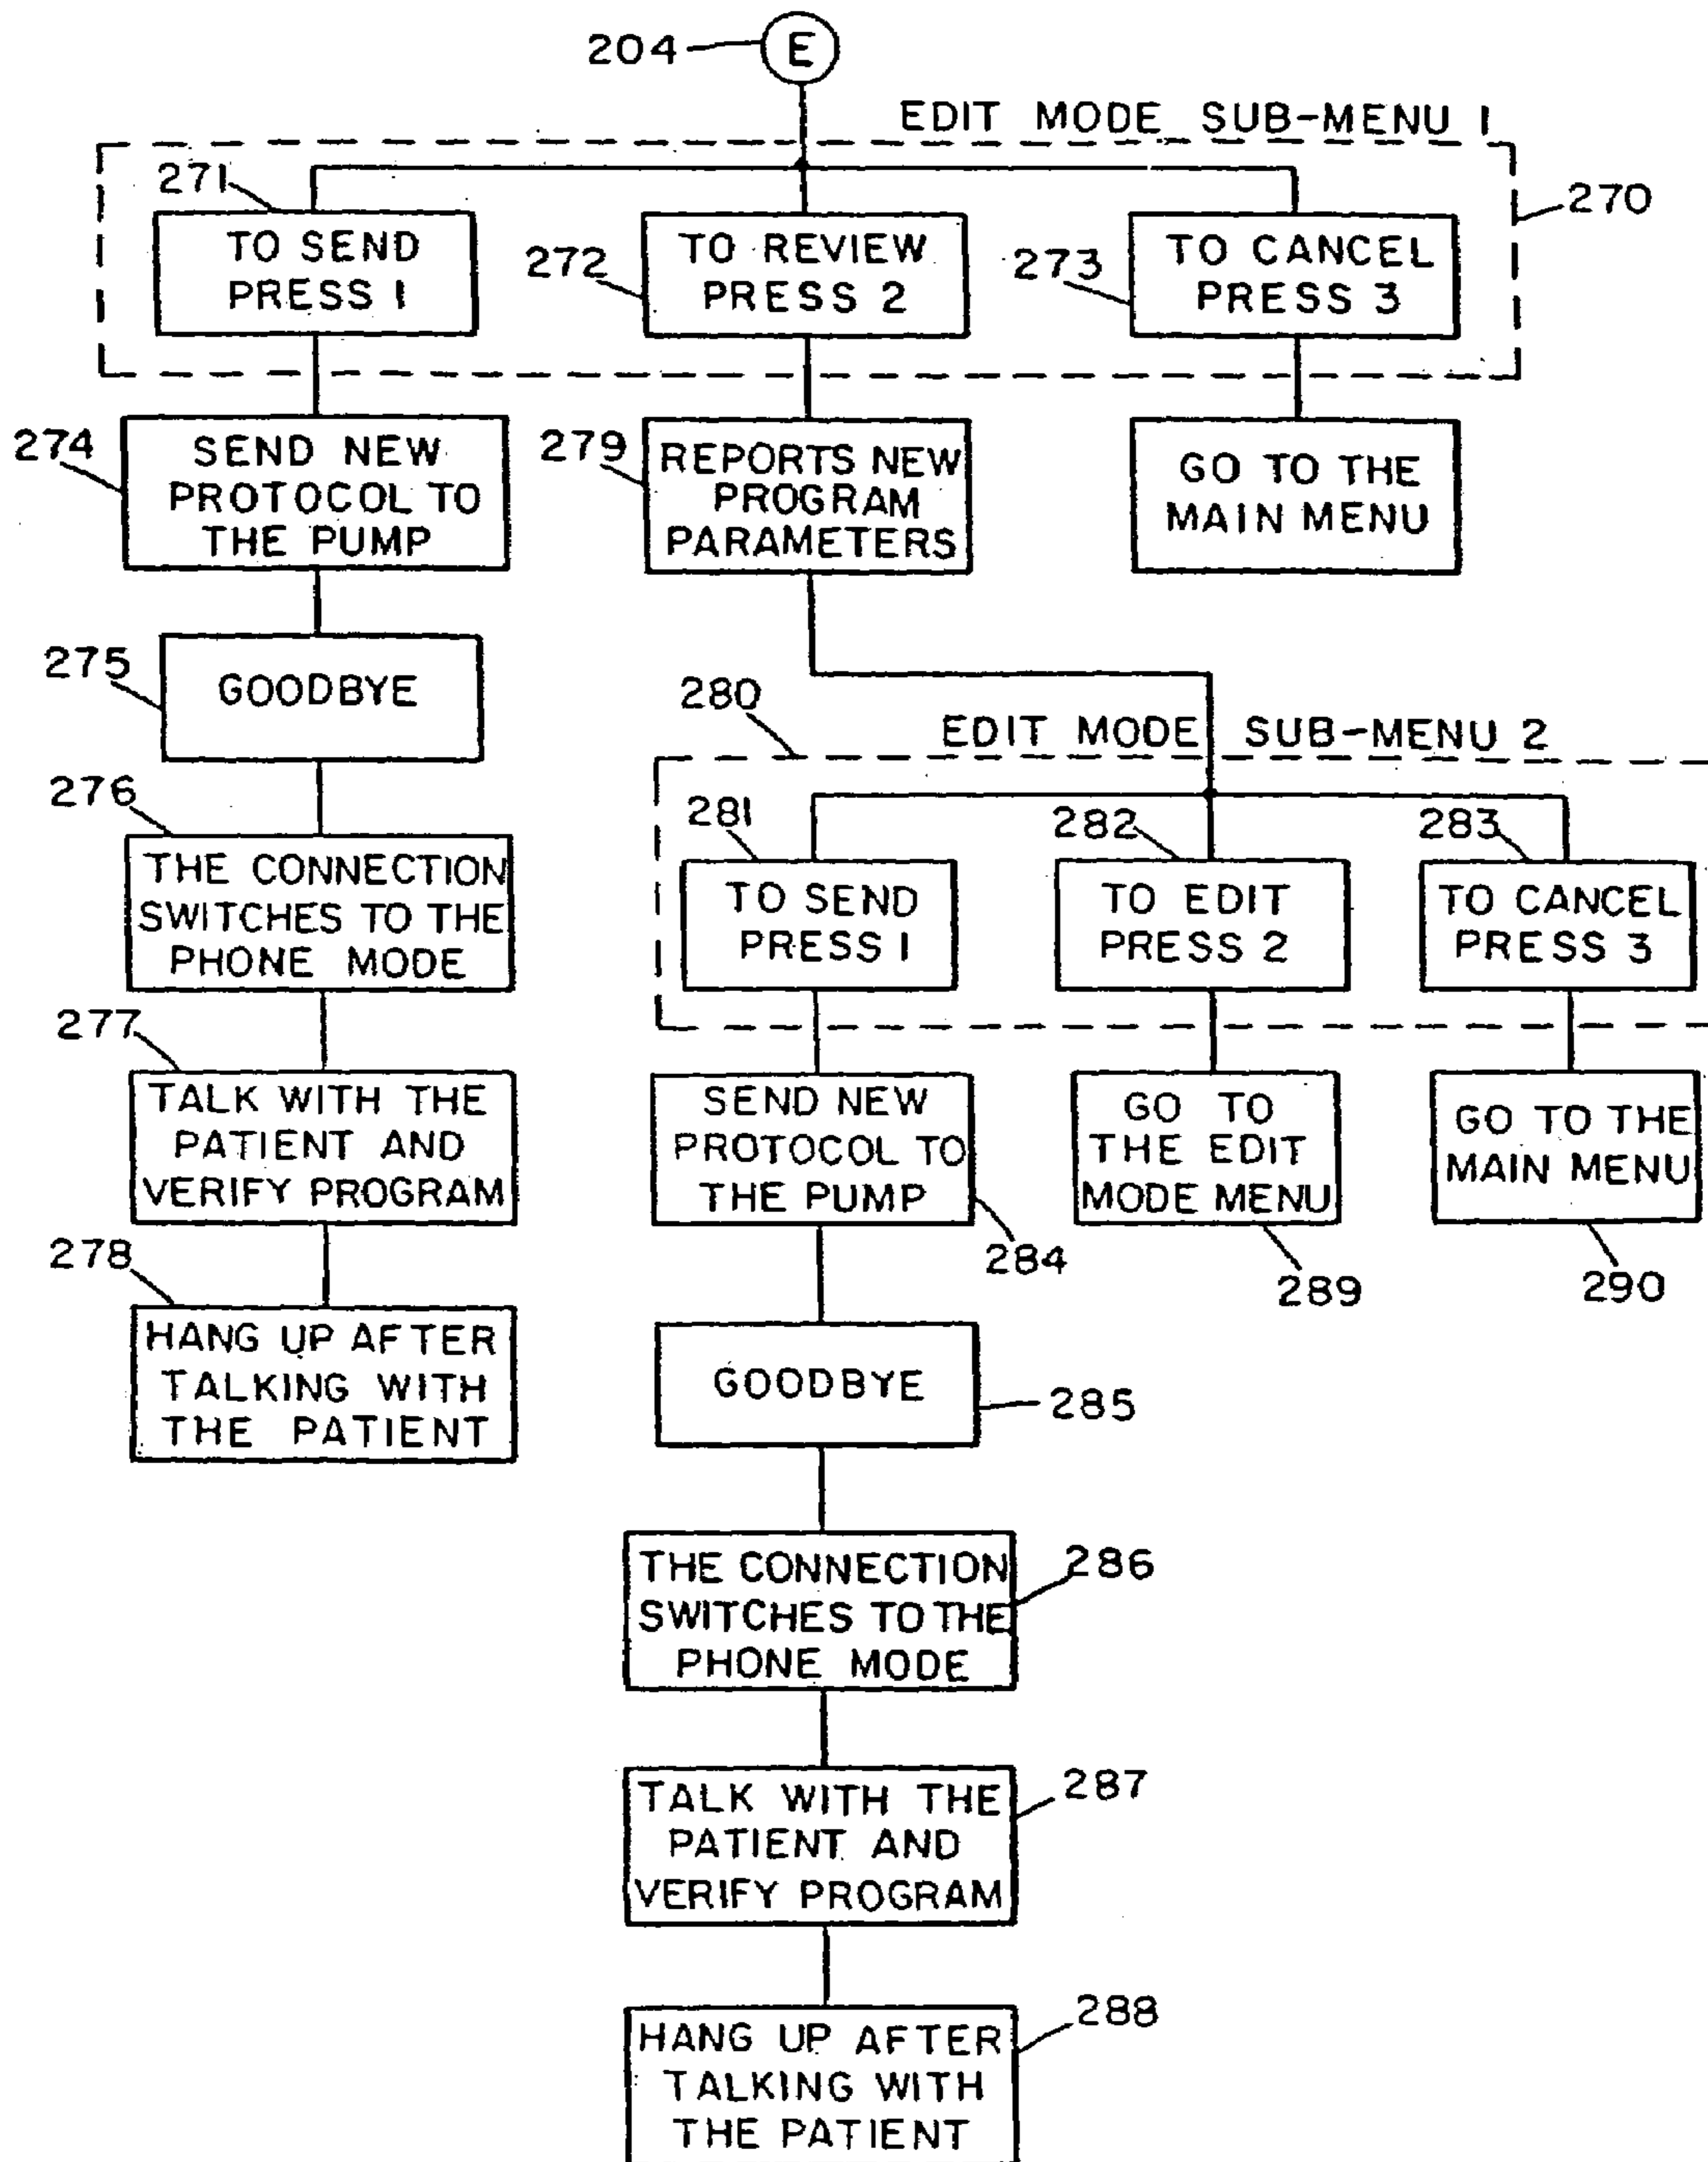 204
E
EDIT MODE SUB-MENU 1
270
271
TO SEND
PRESS 1
272
TO REVIEW
PRESS 2
273
TO CANCEL
PRESS 3
274
SEND NEW
PROTOCOL TO
THE PUMP
279
REPORTS NEW
PROGRAM
PARAMETERS
GO TO THE
MAIN MENU
275
GOODBYE
276
THE CONNECTION
SWITCHES TO THE
PHONE MODE
277
TALK WITH THE
PATIENT AND
VERIFY PROGRAM
278
HANG UP AFTER
TALKING WITH
THE PATIENT
280
EDIT MODE SUB-MENU 2
281
TO SEND
PRESS 1
282
TO EDIT
PRESS 2
283
TO CANCEL
PRESS 3
SEND NEW
PROTOCOL TO
THE PUMP
284
GO TO
THE EDIT
MODE MENU
289
GO TO THE
MAIN MENU
290
GOODBYE
285
THE CONNECTION
SWITCHES TO THE
PHONE MODE
286
TALK WITH THE
PATIENT AND
VERIFY PROGRAM
287
HANG UP AFTER
TALKING WITH
THE PATIENT
288